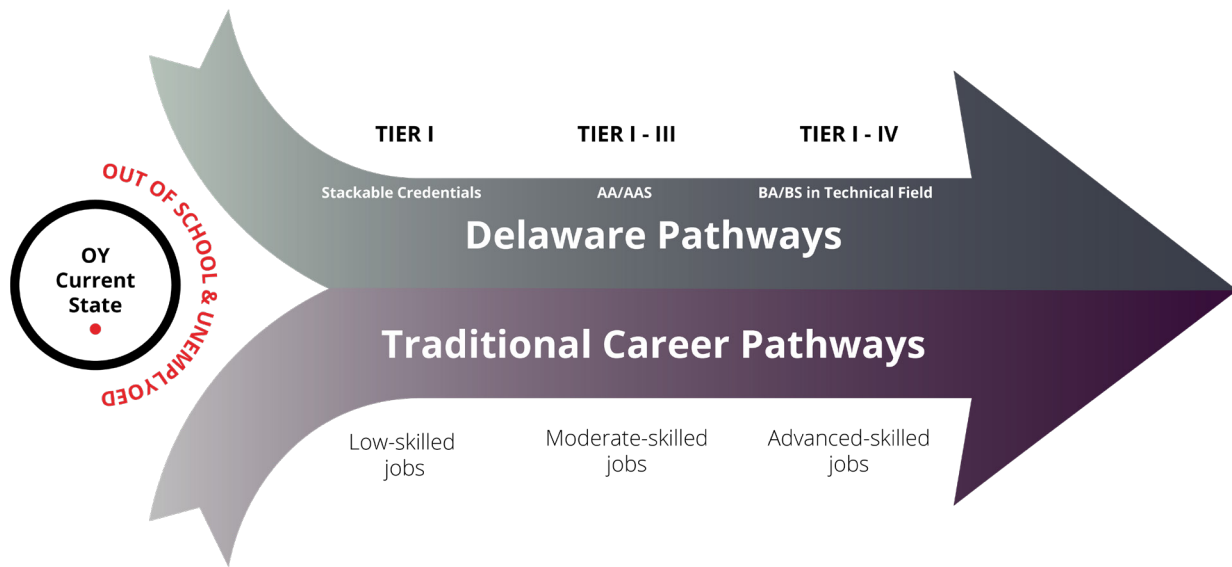 OUT OF SCHOOL & UNEMPLYOED
OY
Current
State
TIER I
TIER I - III
TIER I - IV
Stackable Credentials
AA/AAS
BA/BS in Technical Field
Delaware Pathways
Traditional Career Pathways
Low-skilled
jobs
Moderate-skilled
jobs
Advanced-skilled
jobs